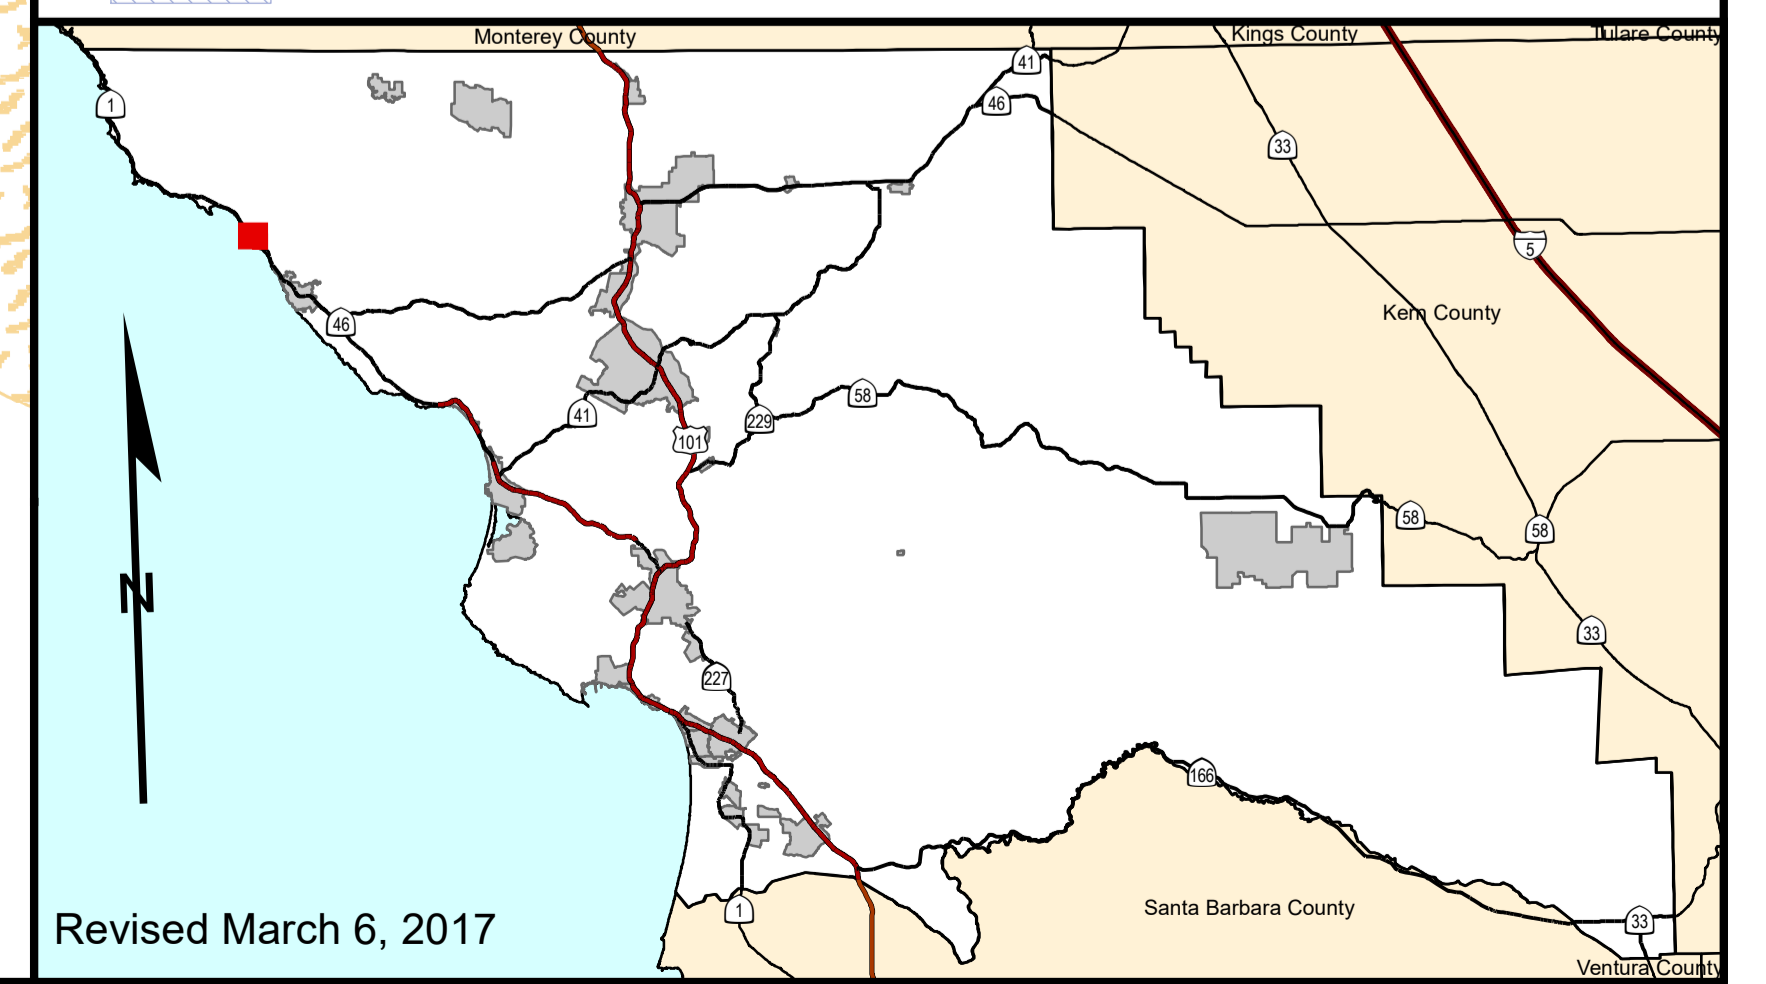 Monterey County
Kings County
Tulare County
41
1
46
33
5
Kern County
46
58
41
229
101
58
58
33
227
166
Santa Barbara County
1
33
N
Revised March 6, 2017
Ventura County